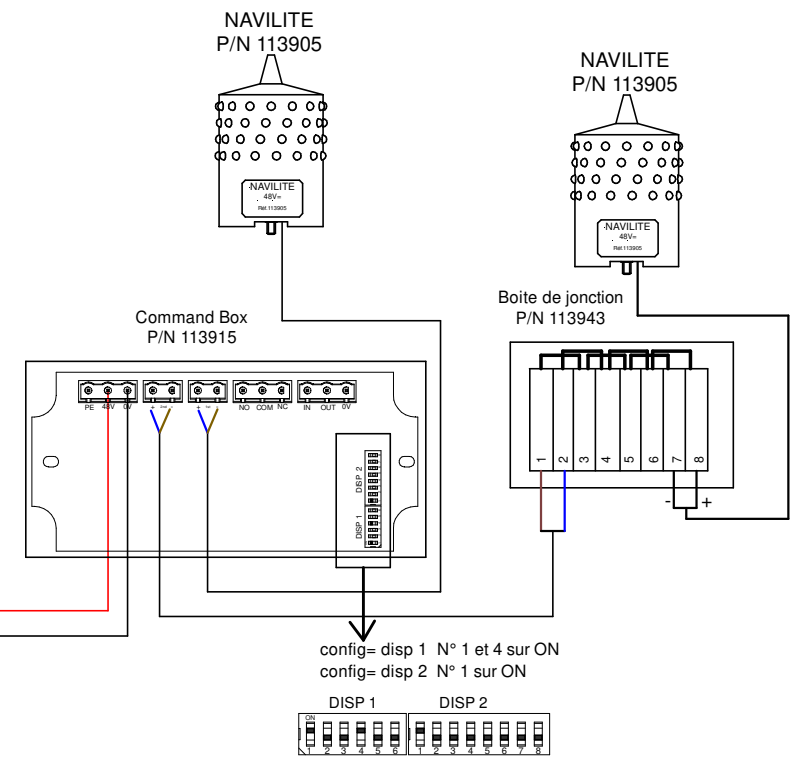 NAVILITE
P/N 113905
NAVILITE
P/N 113905
NAVILITE
48V=
Réf.113905
NAVILITE
48V=
Réf.113905
Command Box
P/N 113915
Boite de jonction
P/N 113943
PE 48V 0V
+ 2nd -
+ -
NO COM NC
IN OUT 0V
DISP 2
DISP 1
1 2 3 4 5 6 7 8
- +
config= disp 1 N° 1 et 4 sur ON
config= disp 2 N° 1 sur ON
DISP 1 DISP 2
ON
1 2 3 4 5 6 1 2 3 4 5 6 7 8